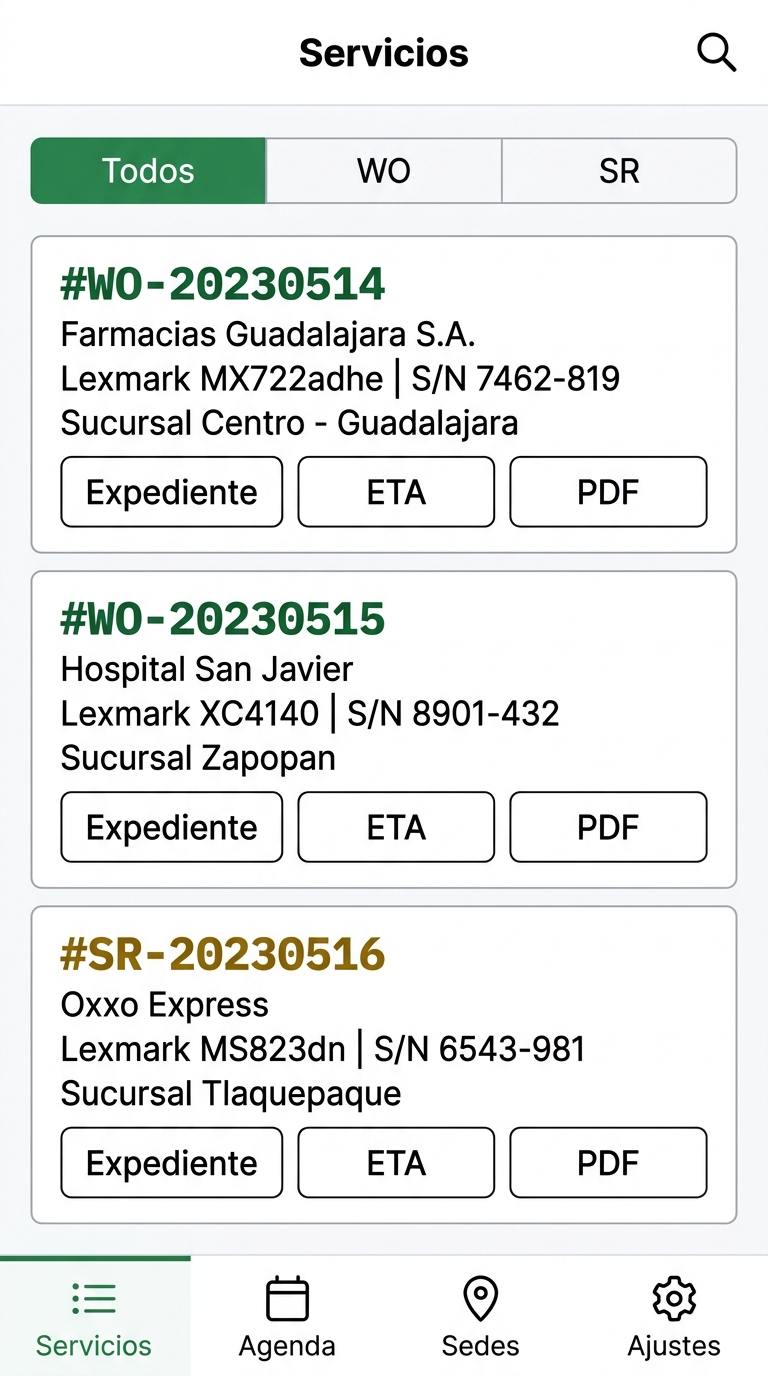 Servicios
Todos WO SR
#WO-20230514
Farmacias Guadalajara S.A.
Lexmark MX722adhe | S/N 7462-819
Sucursal Centro - Guadalajara
Expediente ETA PDF
#WO-20230515
Hospital San Javier
Lexmark XC4140 | S/N 8901-432
Sucursal Zapopan
Expediente ETA PDF
#SR-20230516
Oxxo Express
Lexmark MS823dn | S/N 6543-981
Sucursal Tlaquepaque
Expediente ETA PDF
Servicios Agenda Sedes Ajustes